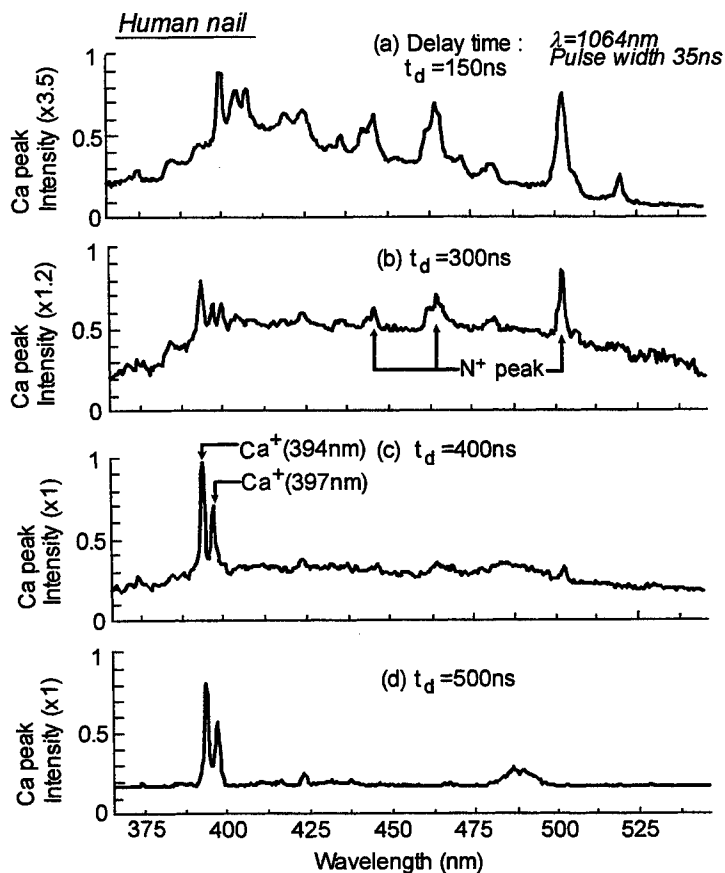 Human nail
(a) Delay time :
t_d=150ns
λ=1064nm
Pulse width 35ns
Ca peak
Intensity (x3.5)
1
0.5
0
(b) t_d=300ns
Ca peak
Intensity (x1.2)
1
0.5
0
N⁺ peak
Ca⁺(394nm)
(c) t_d=400ns
Ca⁺(397nm)
Ca peak
Intensity (x1)
1
0.5
0
(d) t_d=500ns
Ca peak
Intensity (x1)
1
0.5
0
375 400 425 450 475 500 525
Wavelength (nm)